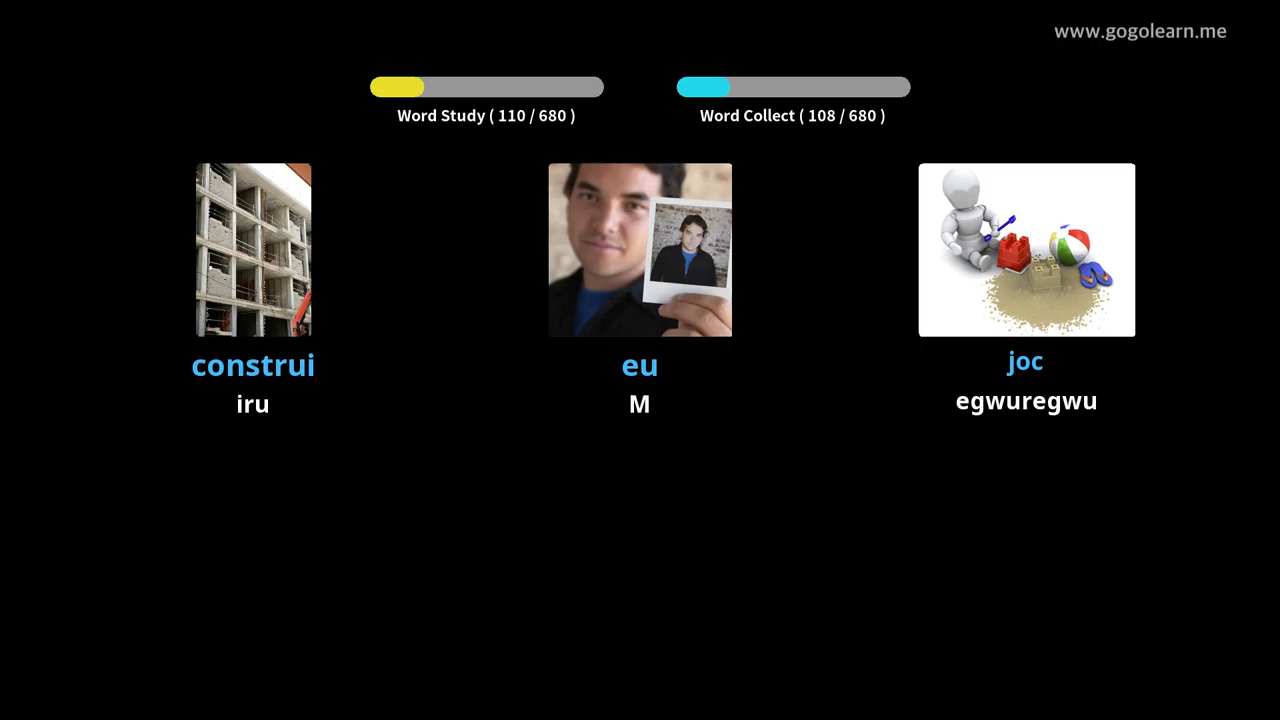 www.gogolearn.me
Word Study ( 110 / 680 )
Word Collect ( 108 / 680 )
construi
iru
eu
M
joc
egwuregwu